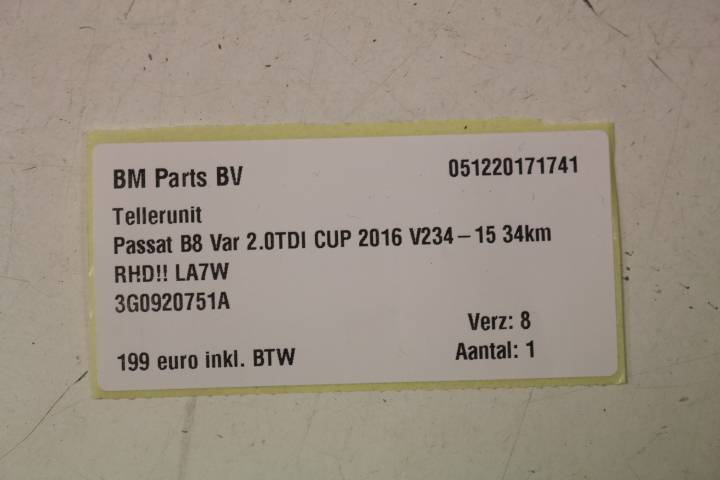 BM Parts BV 051220171741
Tellerunit
Passat B8 Var 2.0TDI CUP 2016 V234-15 34km
RHD!! LA7W
3G0920751A
Verz: 8
199 euro inkl. BTW Aantal: 1